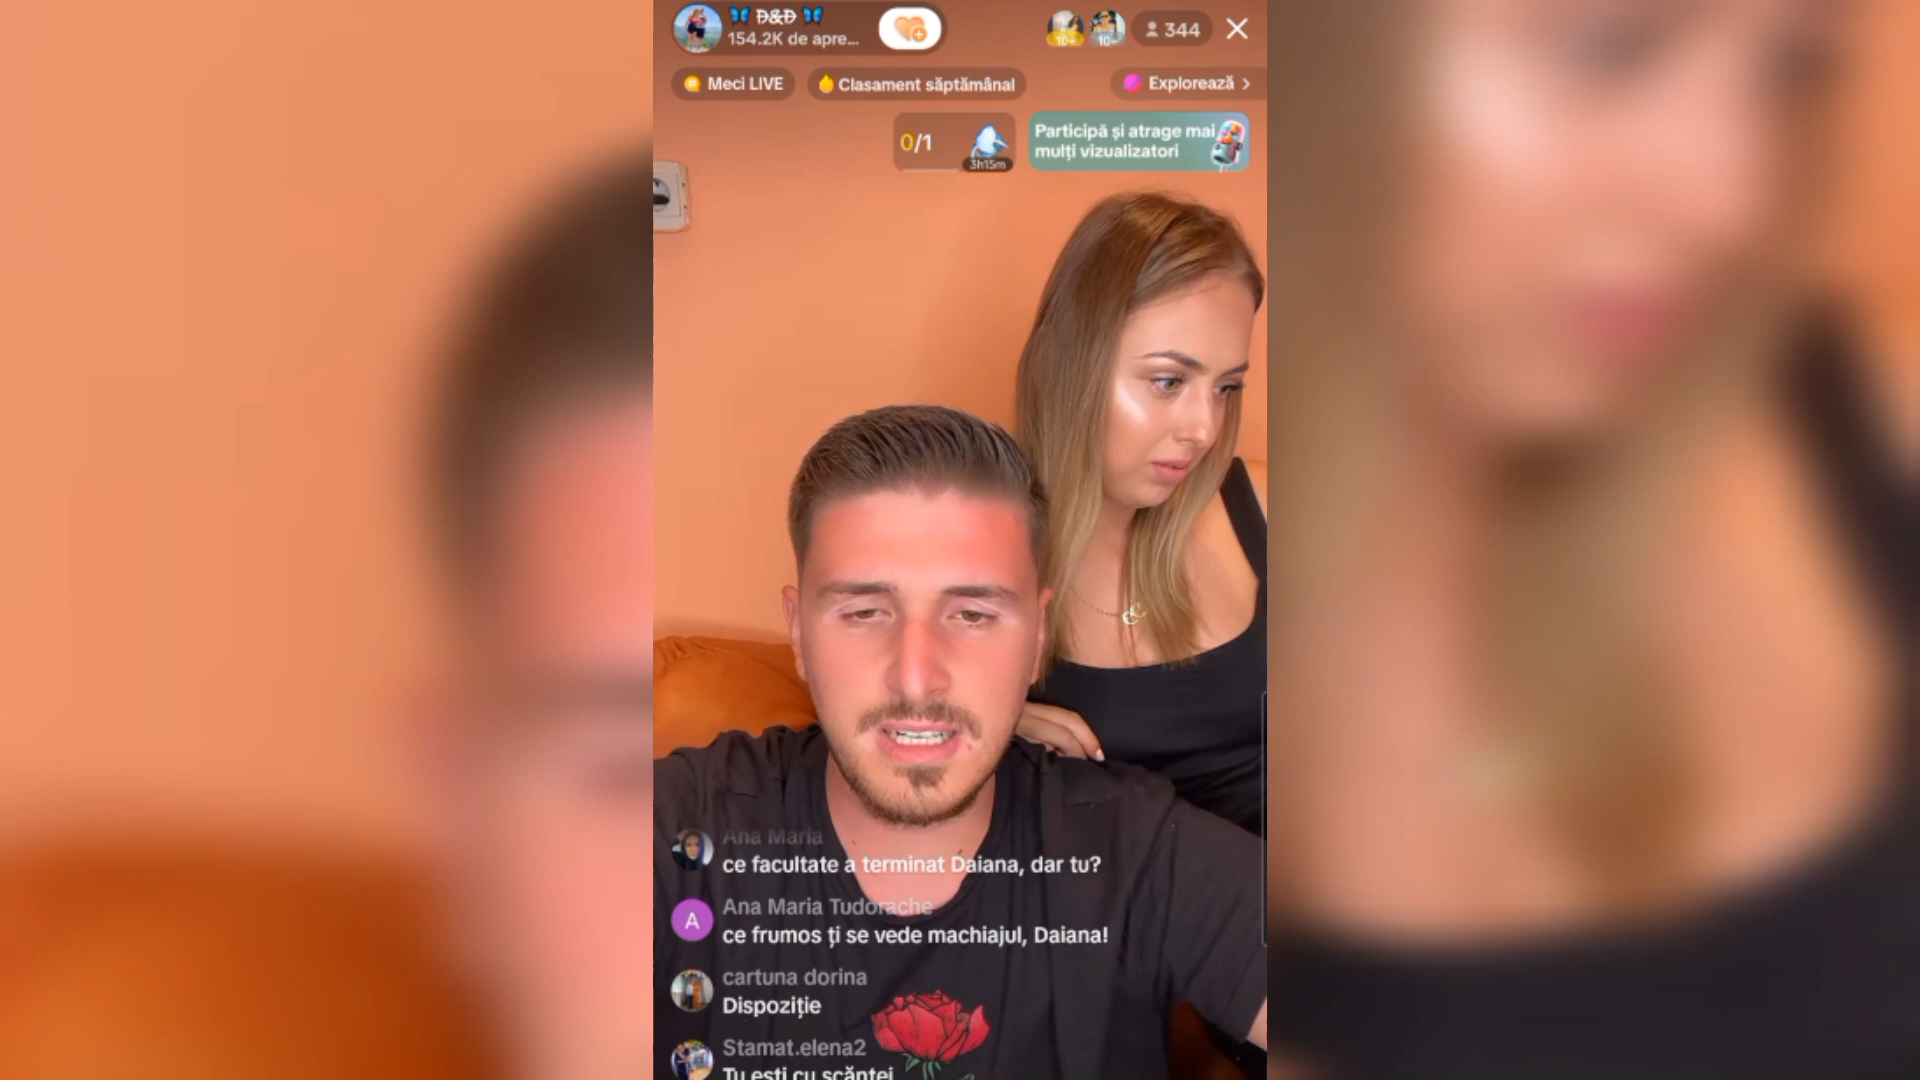 D&D
154.2K de apre...
10+
10+
344
Meci LIVE
Clasament săptămânal
Explorează
0/1
3h15m
Participă și atrage mai
mulți vizualizatori
Ana Maria
ce facultate a terminat Daiana, dar tu?
A
Ana Maria Tudorache
ce frumos ți se vede machiajul, Daiana!
cartuna dorina
Dispoziție
Stamat.elena2
Tu ești cu scântei